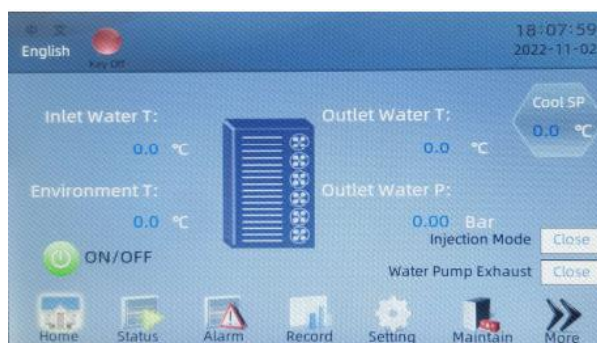 中 文
18:07:59
English
2022-11-02
Key Off
Inlet Water T:
0.0 ℃
Outlet Water T:
0.0 ℃
Cool SP
0.0 ℃
Environment T:
0.0 ℃
Outlet Water P:
0.00 Bar
Injection Mode Close
ON/OFF
Water Pump Exhaust Close
Home Status Alarm Record Setting Maintain More